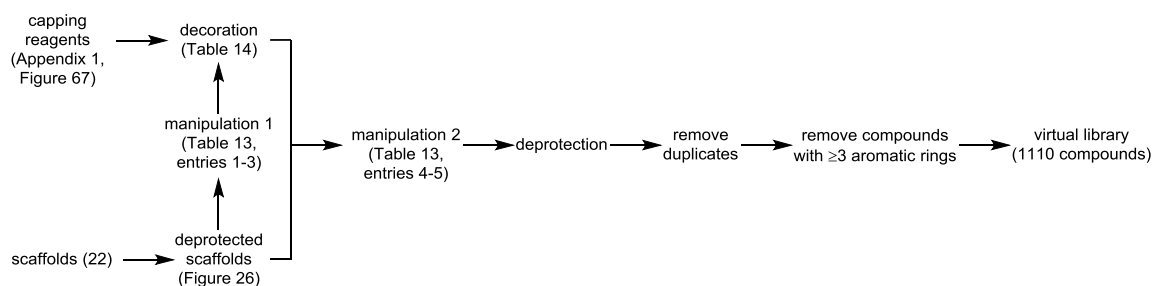 capping
reagents
(Appendix 1,
Figure 67)
decoration
(Table 14)
manipulation 1
(Table 13,
entries 1-3)
scaffolds (22)
deprotected
scaffolds
(Figure 26)
manipulation 2
(Table 13,
entries 4-5)
deprotection
remove
duplicates
remove compounds
with ≥3 aromatic rings
virtual library
(1110 compounds)